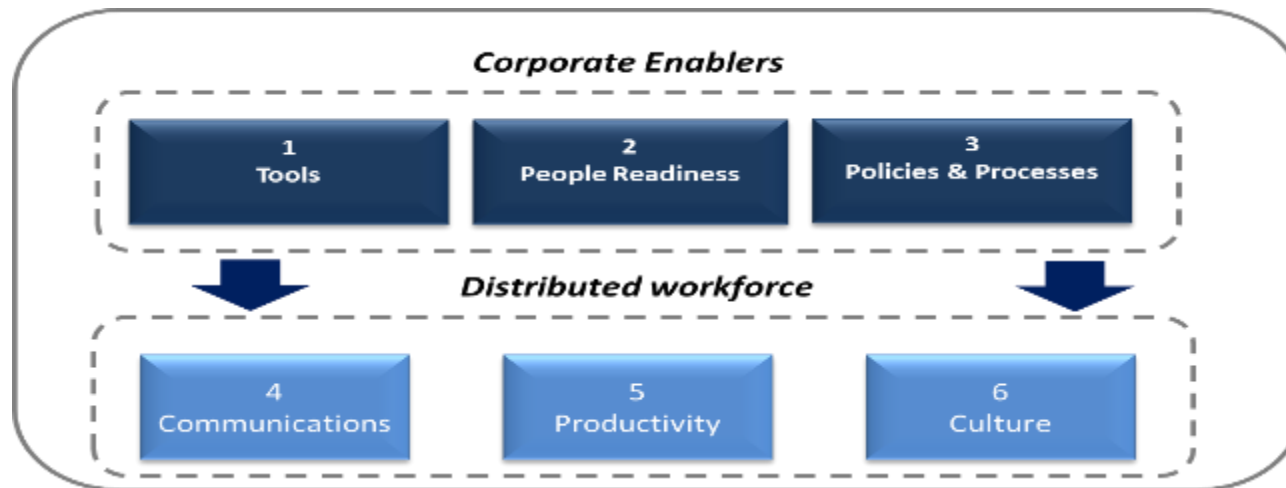 Corporate Enablers
1
Tools
2
People Readiness
3
Policies & Processes
Distributed workforce
4
Communications
5
Productivity
6
Culture